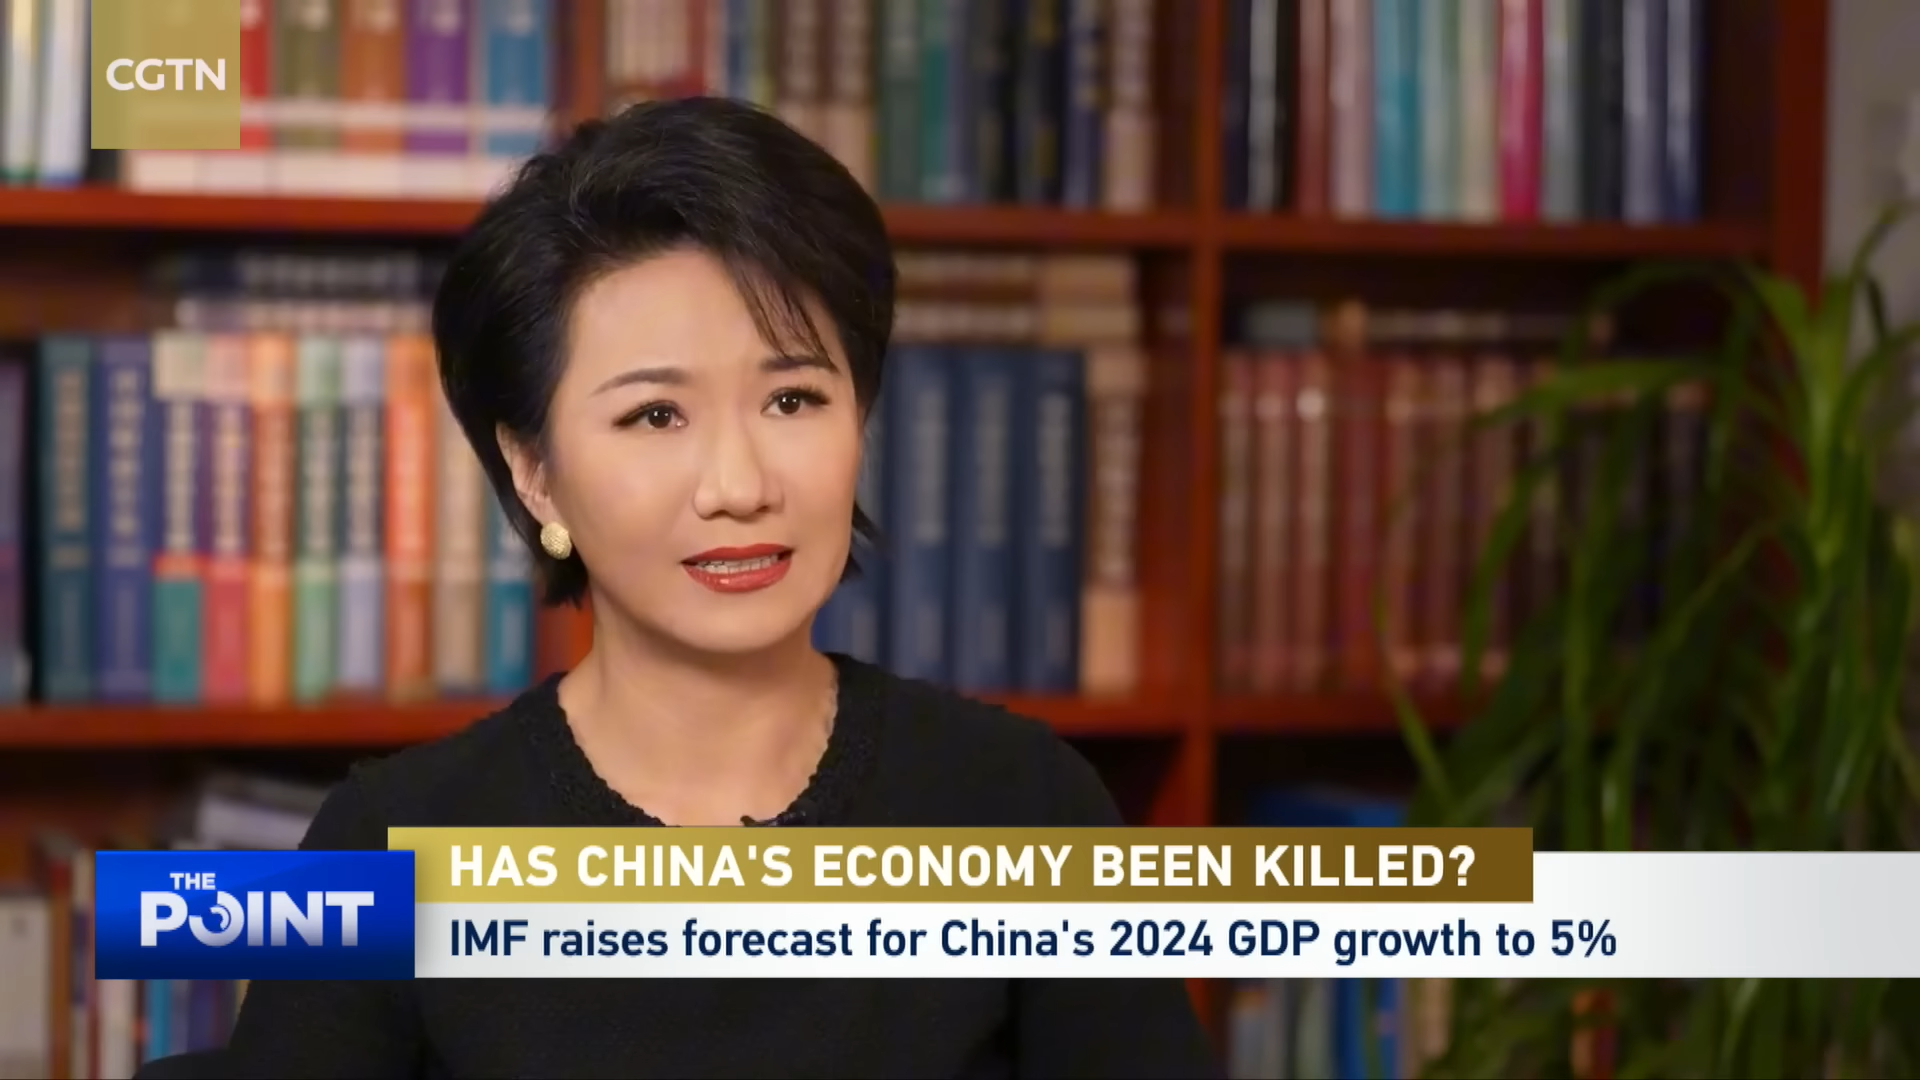 CGTN
HAS CHINA'S ECONOMY BEEN KILLED?
THE
POINT
IMF raises forecast for China's 2024 GDP growth to 5%